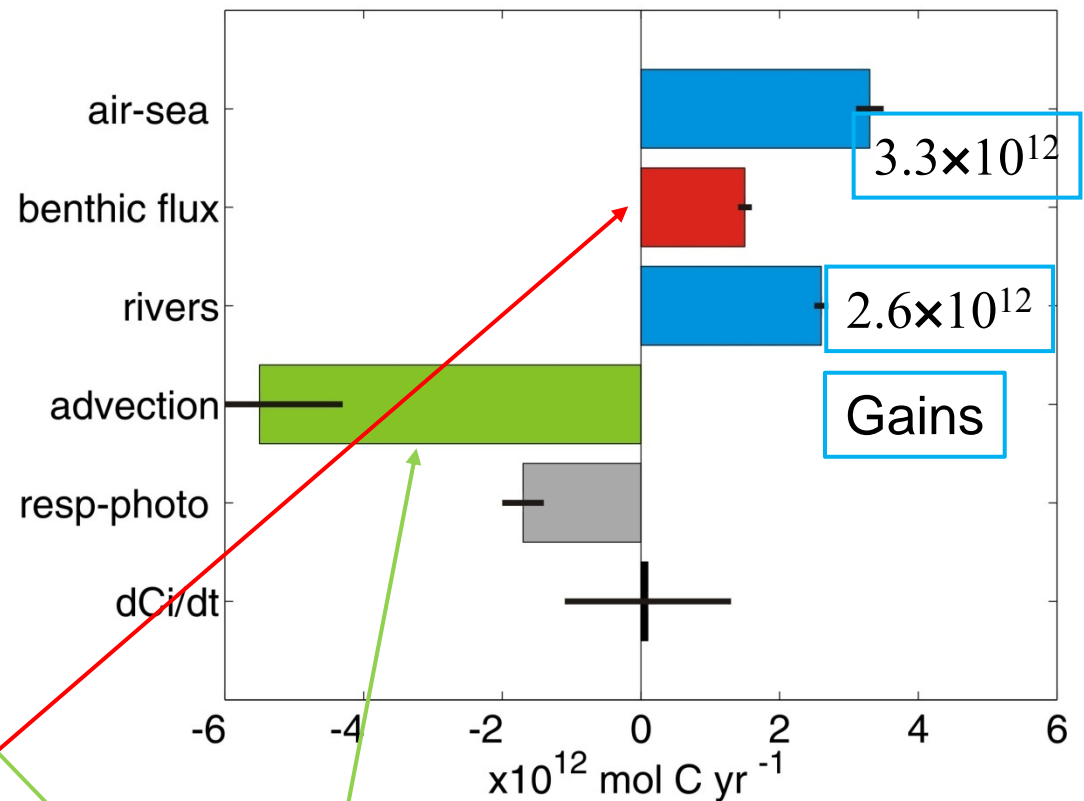 air-sea
3.3×10¹²
benthic flux
rivers
2.6×10¹²
advection
Gains
resp-photo
dCi/dt
-6 -4 -2 0 2 4 6
x10¹² mol C yr ⁻¹